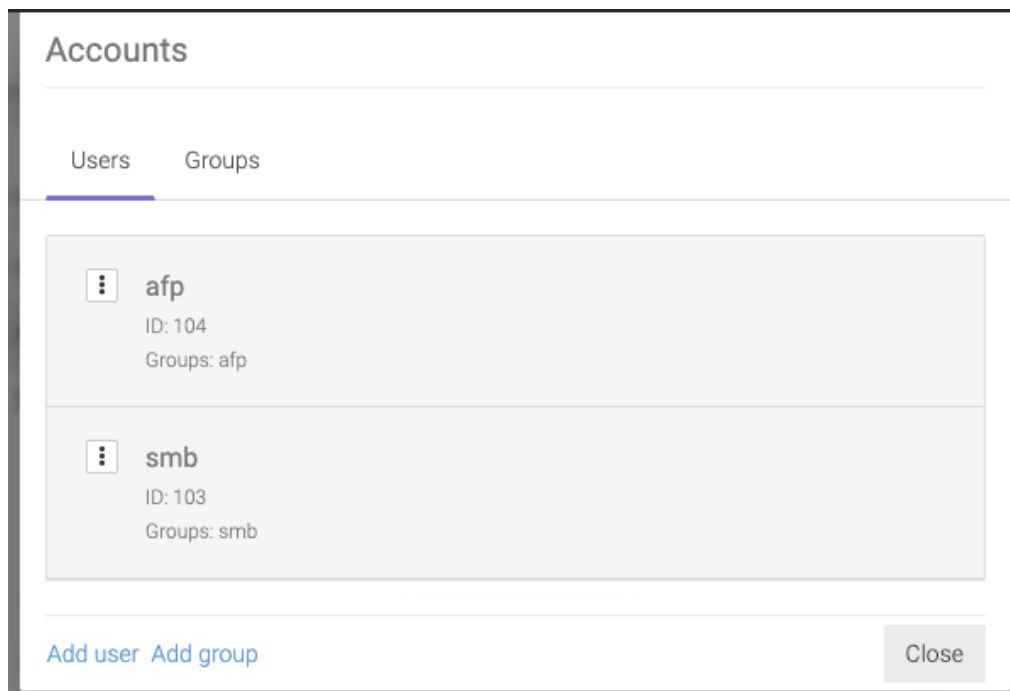 Accounts
Users Groups
afp
ID: 104
Groups: afp
smb
ID: 103
Groups: smb
Add user Add group Close